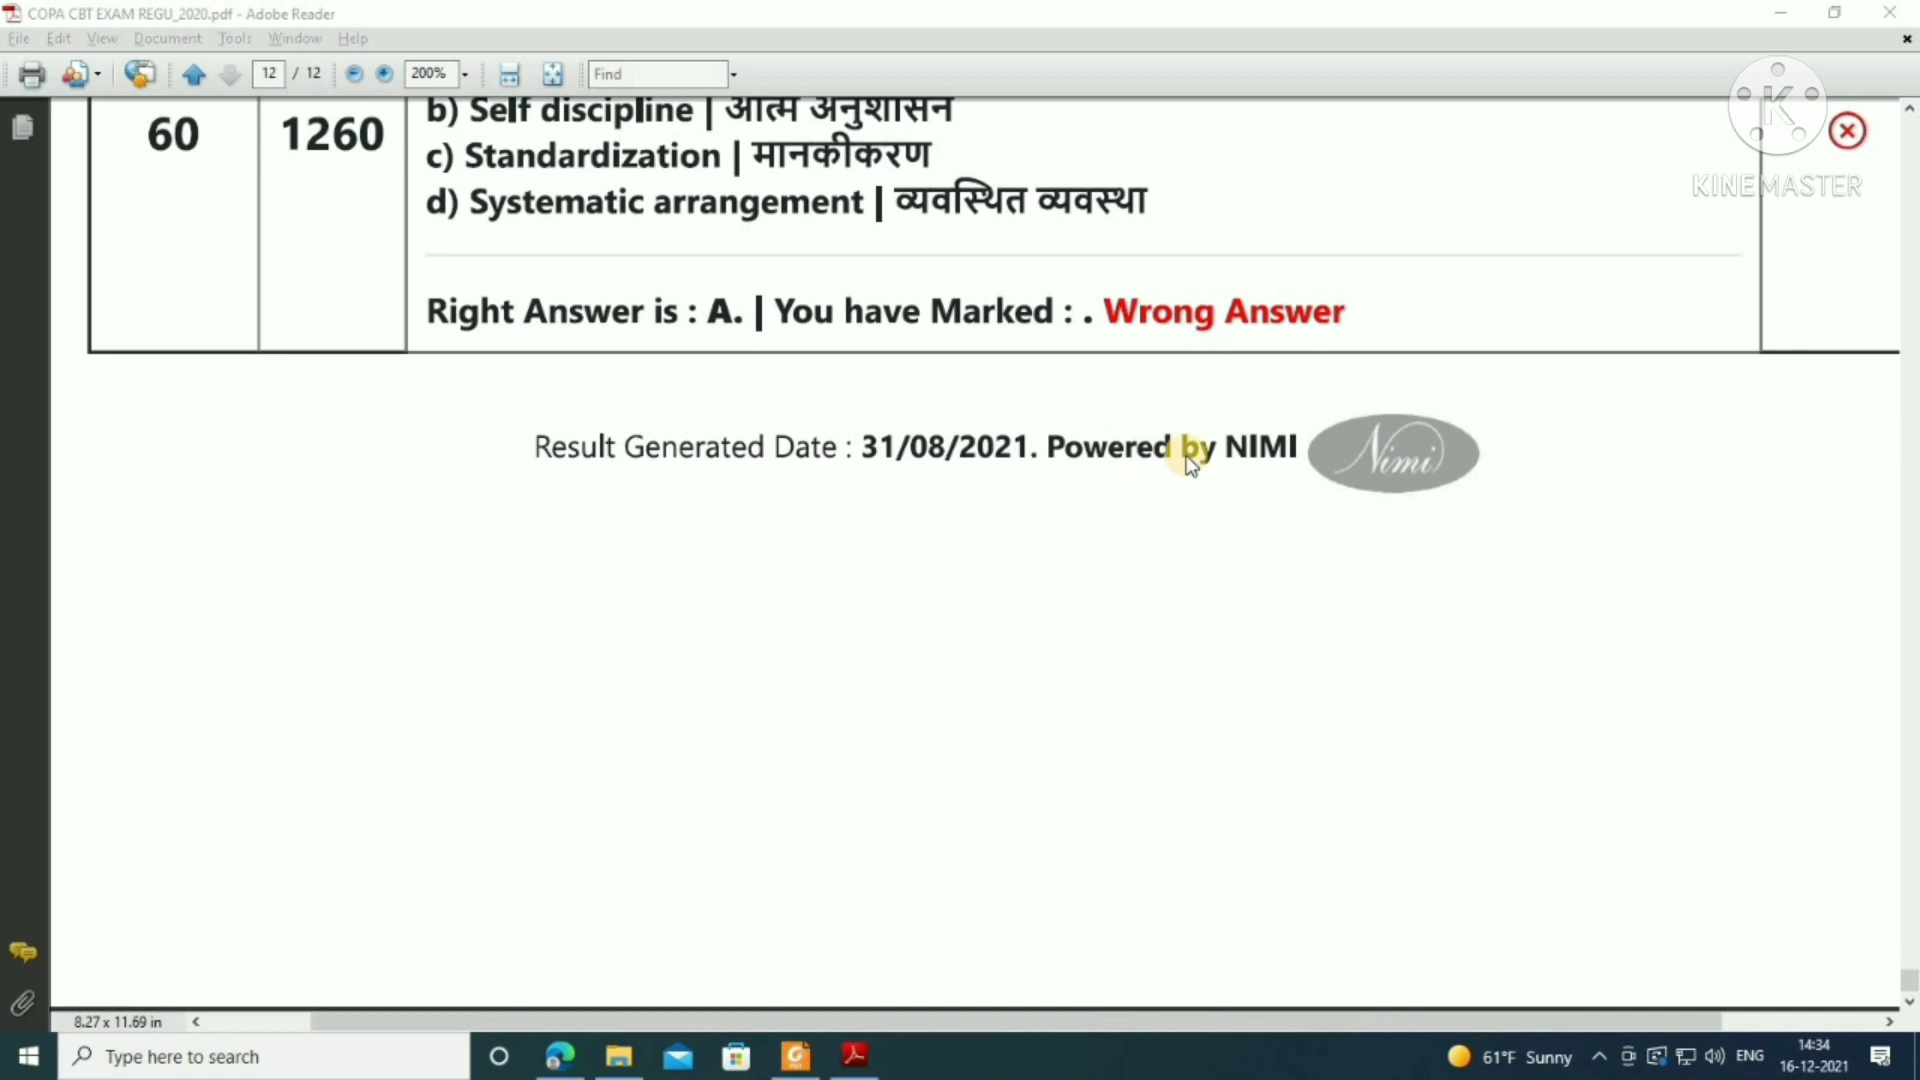 COPA CBT EXAM REGU_2020.pdf - Adobe Reader
File Edit View Document Tools Window Help
12 / 12 200% Find
b) Self discipline | आत्म अनुशासन
60 1260
c) Standardization | मानकीकरण
d) Systematic arrangement | व्यवस्थित व्यवस्था
K
KINEMASTER
Right Answer is : A. | You have Marked : . Wrong Answer
Result Generated Date : 31/08/2021. Powered by NIMI Nimi
8.27 x 11.69 in
Type here to search
61°F Sunny ENG 14:34
16-12-2021